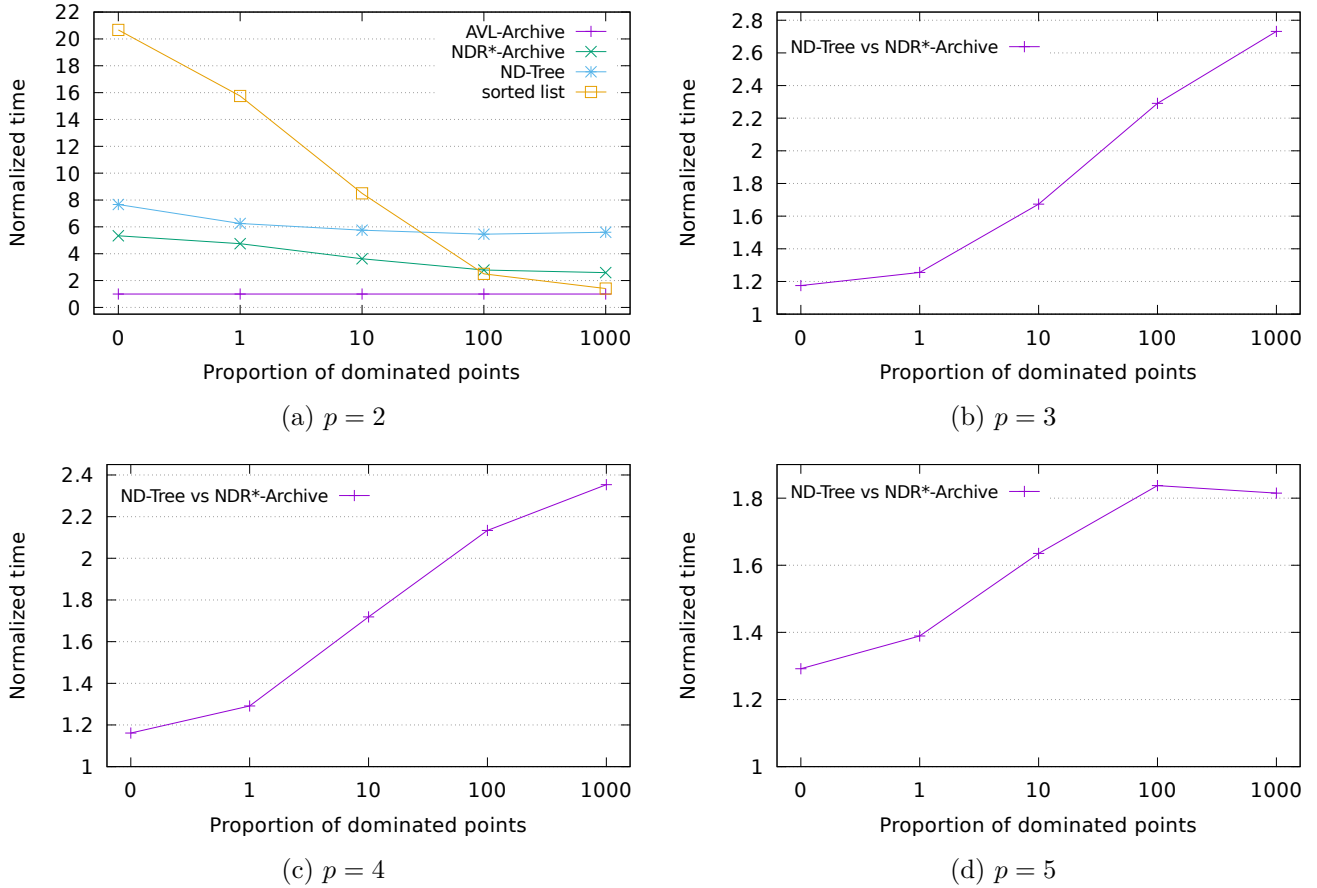 22
20
18
16
14
12
10
8
6
4
2
0
Normalized time
AVL-Archive
NDR*-Archive
ND-Tree
sorted list
0 1 10 100 1000
Proportion of dominated points
(a) p = 2
2.8
2.6
2.4
2.2
2
1.8
1.6
1.4
1.2
1
Normalized time
ND-Tree vs NDR*-Archive
0 1 10 100 1000
Proportion of dominated points
(b) p = 3
2.4
2.2
2
1.8
1.6
1.4
1.2
1
Normalized time
ND-Tree vs NDR*-Archive
0 1 10 100 1000
Proportion of dominated points
(c) p = 4
1.8
1.6
1.4
1.2
1
Normalized time
ND-Tree vs NDR*-Archive
0 1 10 100 1000
Proportion of dominated points
(d) p = 5